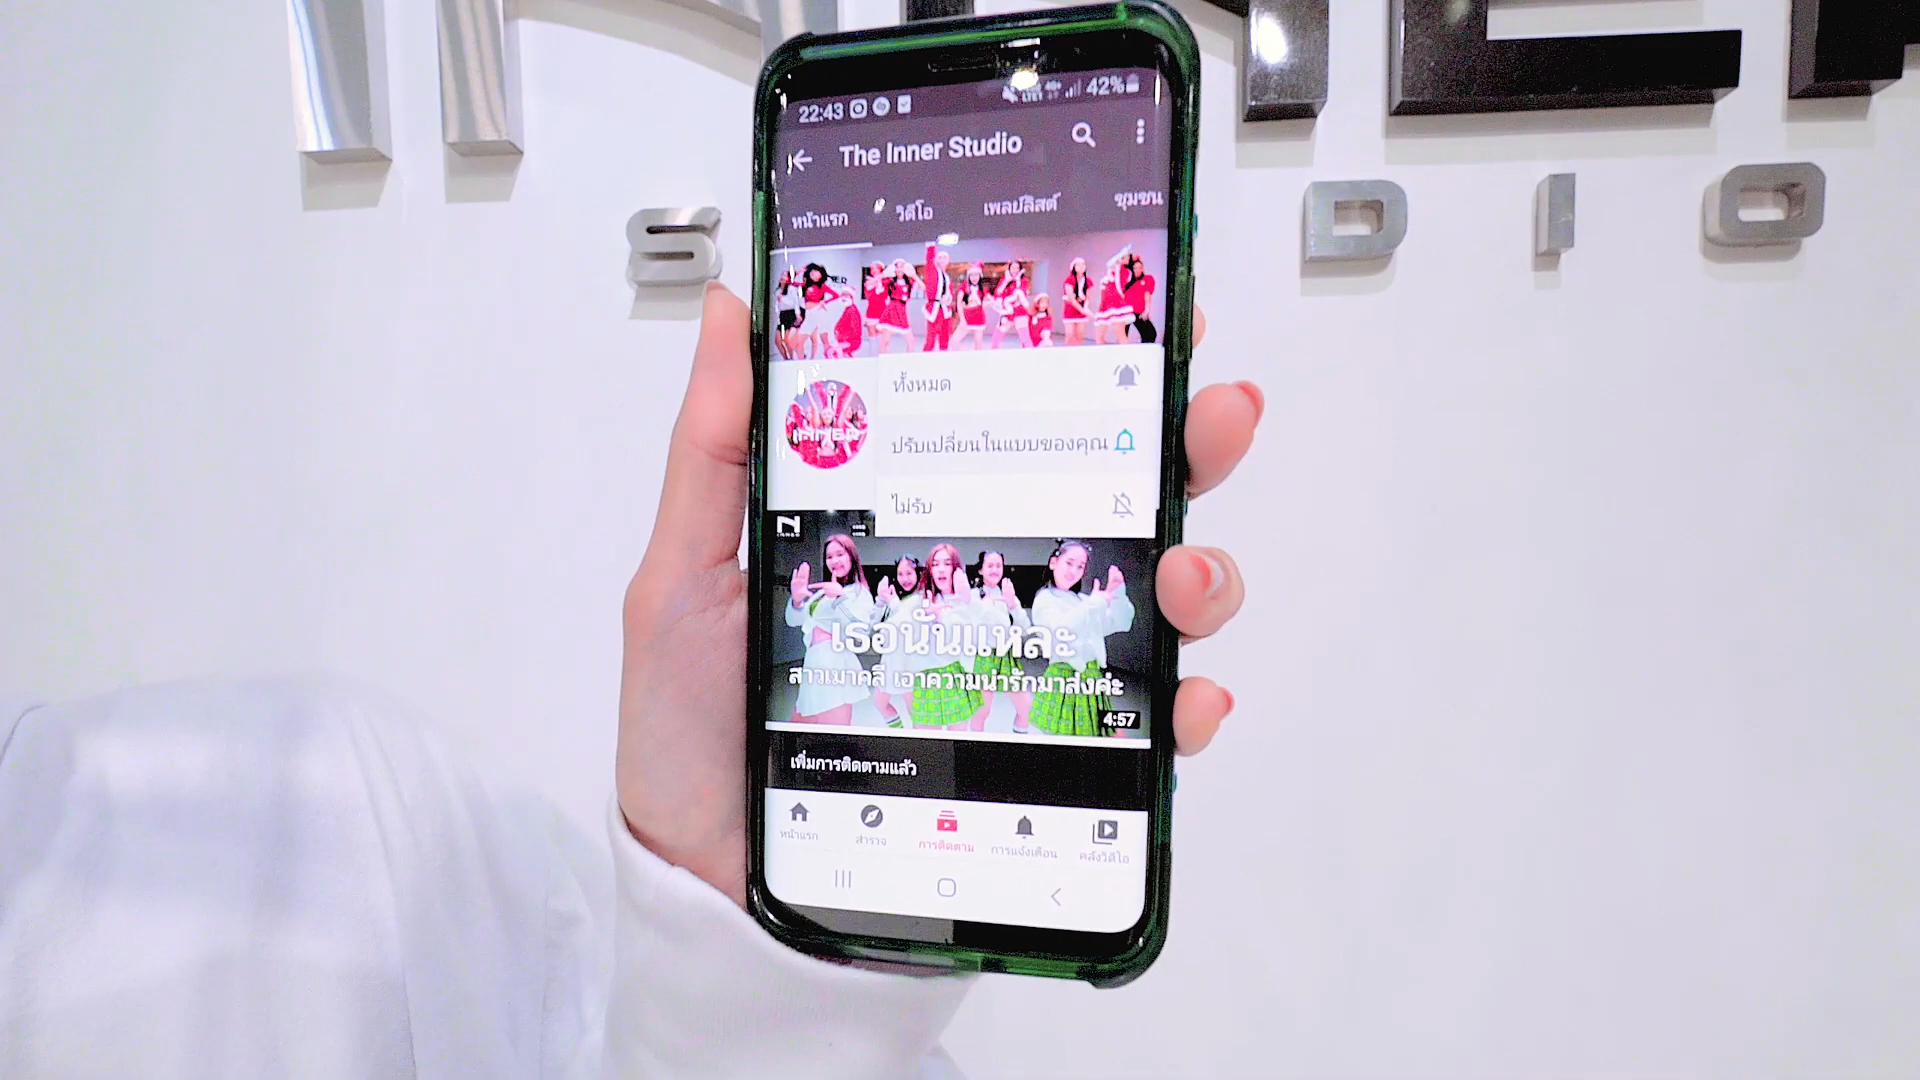 INNER
S DIO
22:43 42%
The Inner Studio
หน้าแรก วิดีโอ เพลย์ลิสต์ ชุมชน
ทั้งหมด
INNER
ปรับเปลี่ยนในแบบของคุณ
ไม่รับ
INNER
เธอนั่นแหละ
สาวเมาคลี เอาความน่ารักมาส่งค่ะ
4:57
เพิ่มการติดตามแล้ว
หน้าแรก สำรวจ การติดตาม การแจ้งเตือน คลังวิดีโอ